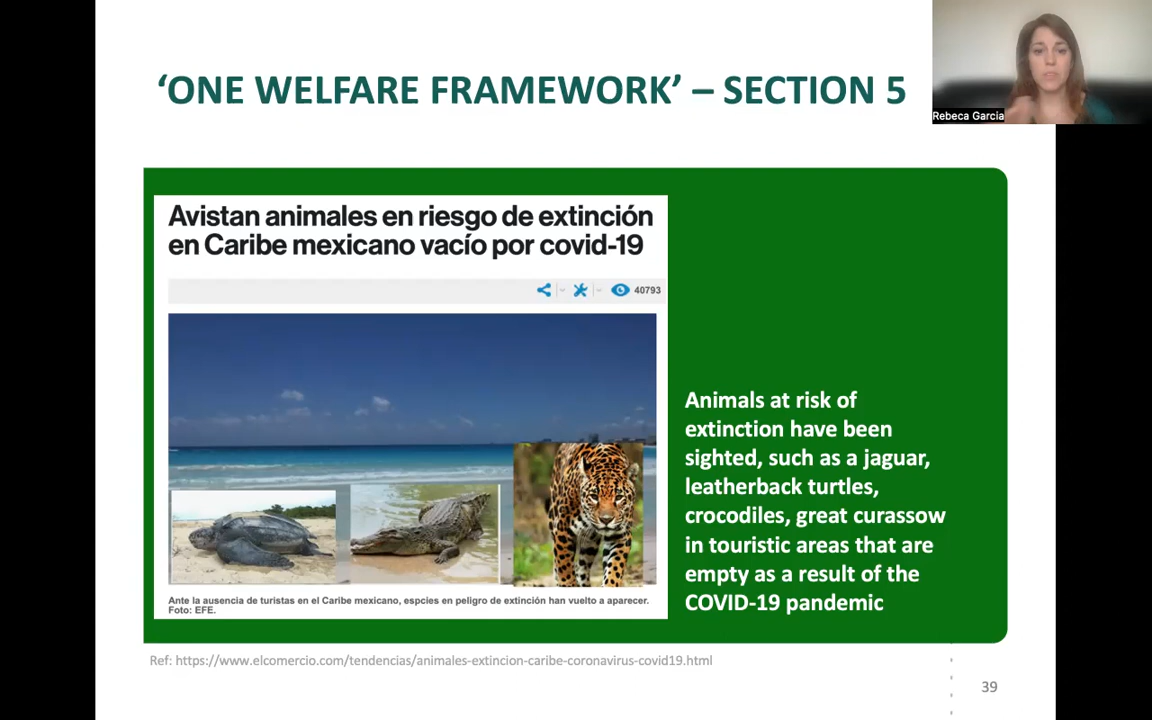 ‘ONE WELFARE FRAMEWORK’ – SECTION 5
Rebeca Garcia
Avistan animales en riesgo de extinción
en Caribe mexicano vacío por covid-19
40793
Ante la ausencia de turistas en el Caribe mexicano, espcies en peligro de extinción han vuelto a aparecer.
Foto: EFE.
Animals at risk of
extinction have been
sighted, such as a jaguar,
leatherback turtles,
crocodiles, great curassow
in touristic areas that are
empty as a result of the
COVID-19 pandemic
Ref: https://www.elcomercio.com/tendencias/animales-extincion-caribe-coronavirus-covid19.html
39